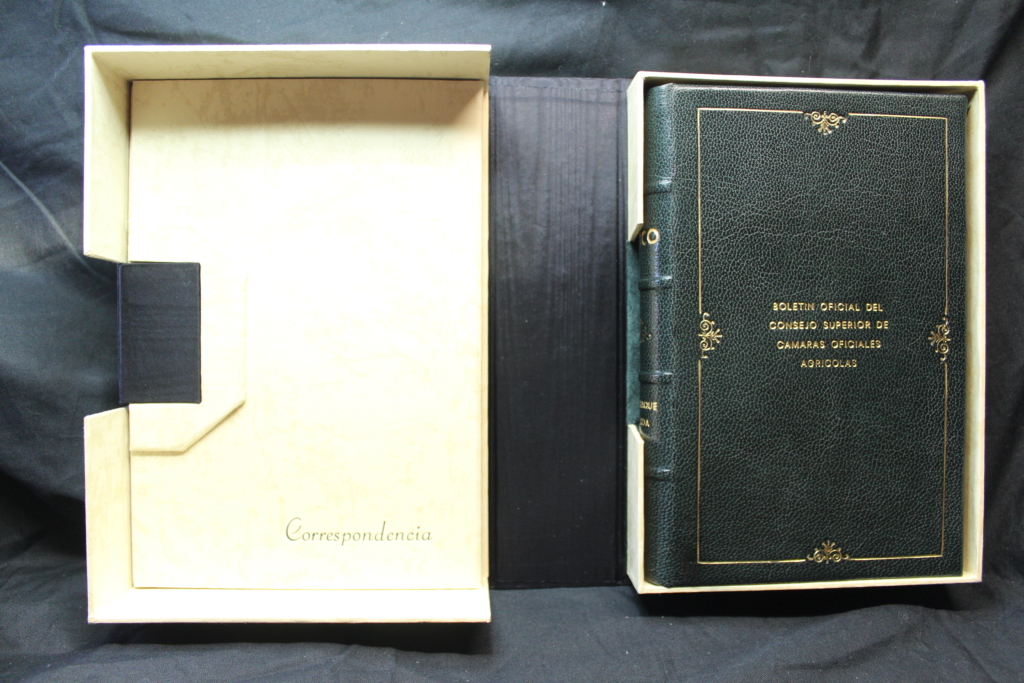 Correspondencia
BOLETIN OFICIAL DEL
CONSEJO SUPERIOR DE
CAMARAS OFICIALES
AGRICOLAS